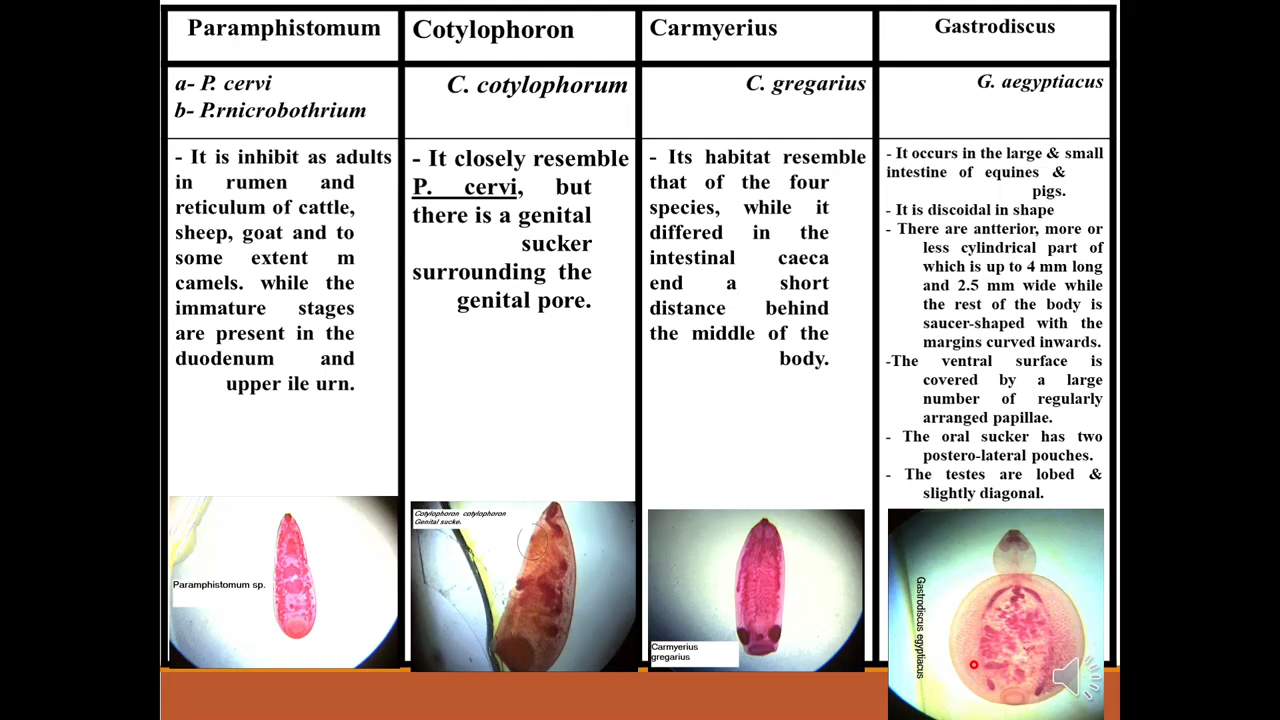 Paramphistomum
Cotylophoron
Carmyerius
Gastrodiscus
a- P. cervi
b- P.rnicrobothrium
C. cotylophorum
C. gregarius
G. aegyptiacus
- It is inhibit as adults
in rumen and
reticulum of cattle,
sheep, goat and to
some extent m
camels. while the
immature stages
are present in the
duodenum and
upper ile urn.
- It closely resemble
P. cervi, but
there is a genital
sucker
surrounding the
genital pore.
- Its habitat resemble
that of the four
species, while it
differed in the
intestinal caeca
end a short
distance behind
the middle of the
body.
- It occurs in the large & small
intestine of equines &
pigs.
- It is discoidal in shape
- There are antterior, more or
less cylindrical part of
which is up to 4 mm long
and 2.5 mm wide while
the rest of the body is
saucer-shaped with the
margins curved inwards.
-The ventral surface is
covered by a large
number of regularly
arranged papillae.
- The oral sucker has two
postero-lateral pouches.
- The testes are lobed &
slightly diagonal.
Paramphistomum sp.
Cotylophoron cotylophoron
Genital sucke.
Carmyerius
gregarius
Gastrodiscus egyptiacus